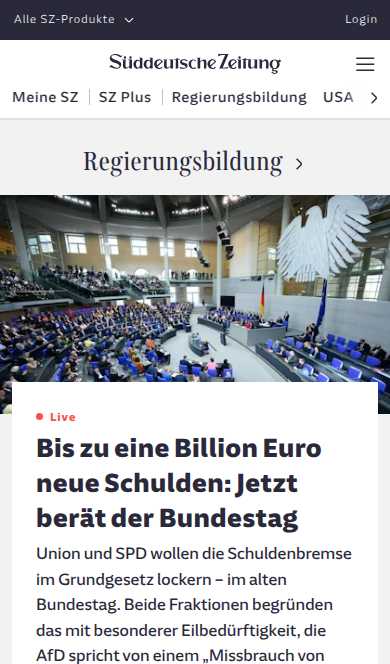 Alle SZ-Produkte
Login
Süddeutsche Zeitung
Meine SZ
SZ Plus
Regierungsbildung
USA
Regierungsbildung
Live
Bis zu eine Billion Euro
neue Schulden: Jetzt
berät der Bundestag
Union und SPD wollen die Schuldenbremse
im Grundgesetz lockern – im alten
Bundestag. Beide Fraktionen begründen
das mit besonderer Eilbedürftigkeit, die
AfD spricht von einem „Missbrauch von